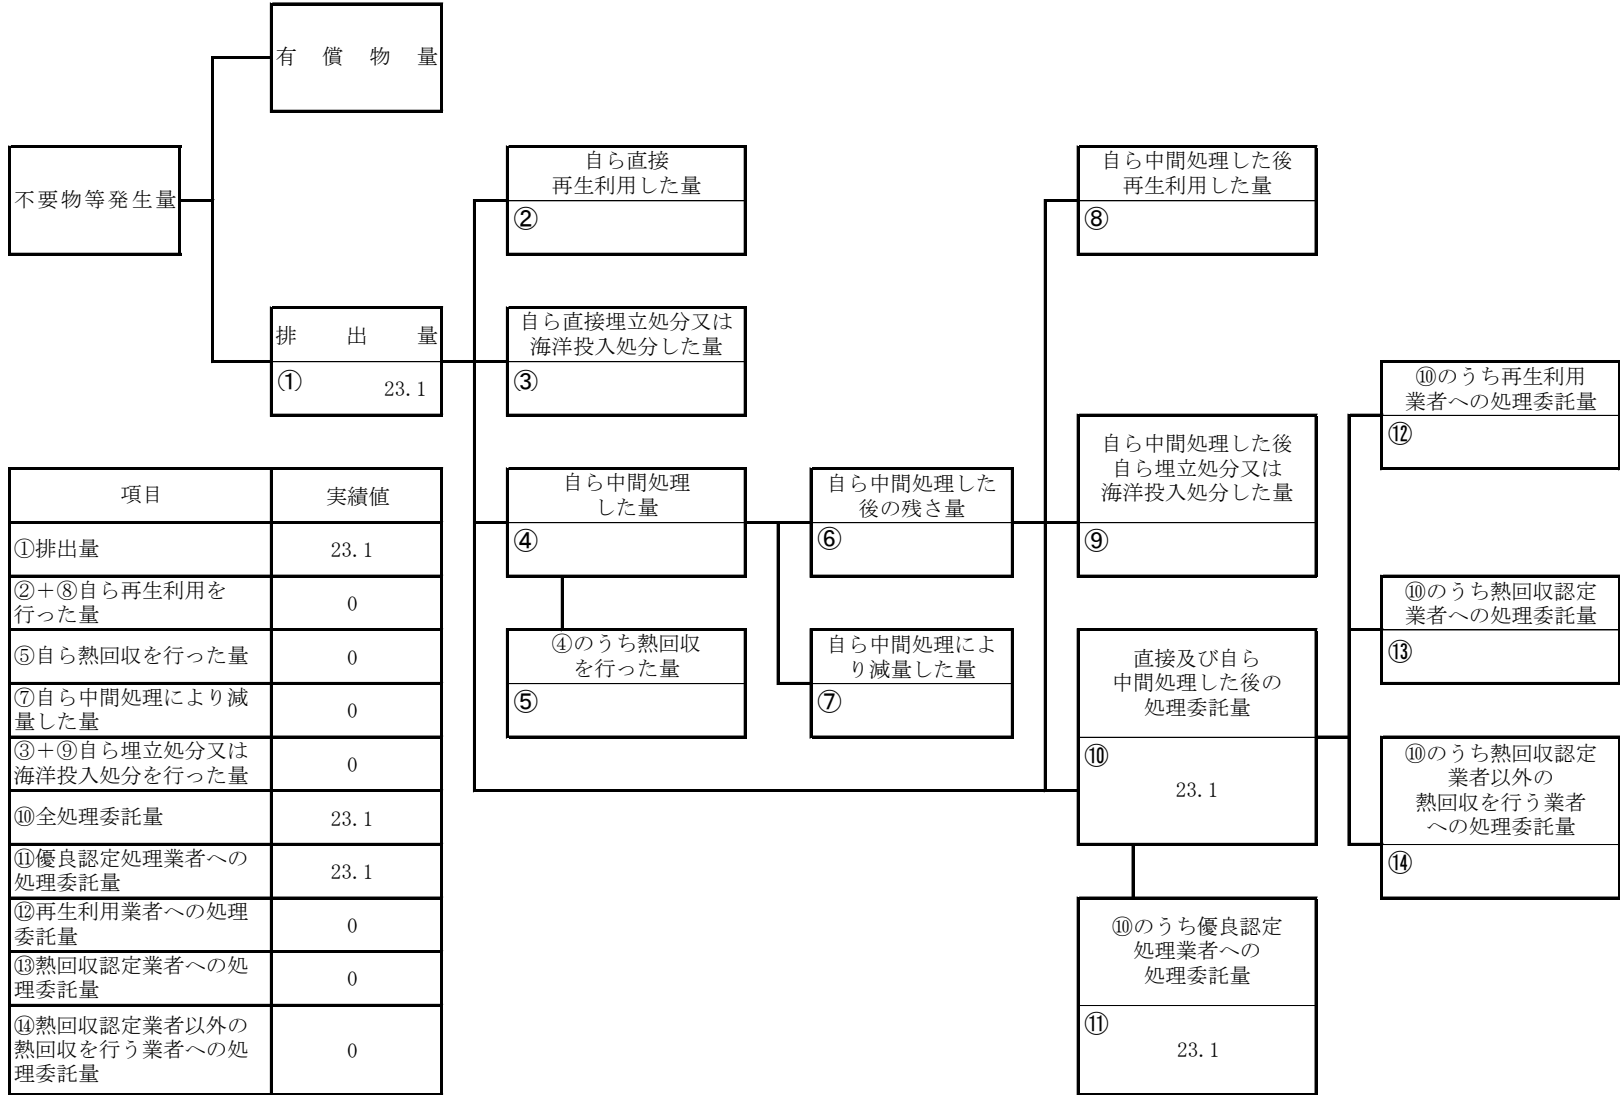 有償物量
不要物等発生量
排出量
① 23.1
自ら直接
再生利用した量
②
自ら直接埋立処分又は
海洋投入処分した量
③
自ら中間処理
した量
④
④のうち熱回収
を行った量
⑤
自ら中間処理した
後の残さ量
⑥
自ら中間処理によ
り減量した量
⑦
自ら中間処理した後
再生利用した量
⑧
自ら中間処理した後
自ら埋立処分又は
海洋投入処分した量
⑨
直接及び自ら
中間処理した後の
処理委託量
⑩
23.1
⑩のうち優良認定
処理業者への
処理委託量
⑪
23.1
⑩のうち再生利用
業者への処理委託量
⑫
⑩のうち熱回収認定
業者への処理委託量
⑬
⑩のうち熱回収認定
業者以外の
熱回収を行う業者
への処理委託量
⑭
項目 実績値
①排出量 23.1
②＋⑧自ら再生利用を
行った量 0
⑤自ら熱回収を行った量 0
⑦自ら中間処理により減
量した量 0
③＋⑨自ら埋立処分又は
海洋投入処分を行った量 0
⑩全処理委託量 23.1
⑪優良認定処理業者への
処理委託量 23.1
⑫再生利用業者への処理
委託量 0
⑬熱回収認定業者への処
理委託量 0
⑭熱回収認定業者以外の
熱回収を行う業者への処 0
理委託量